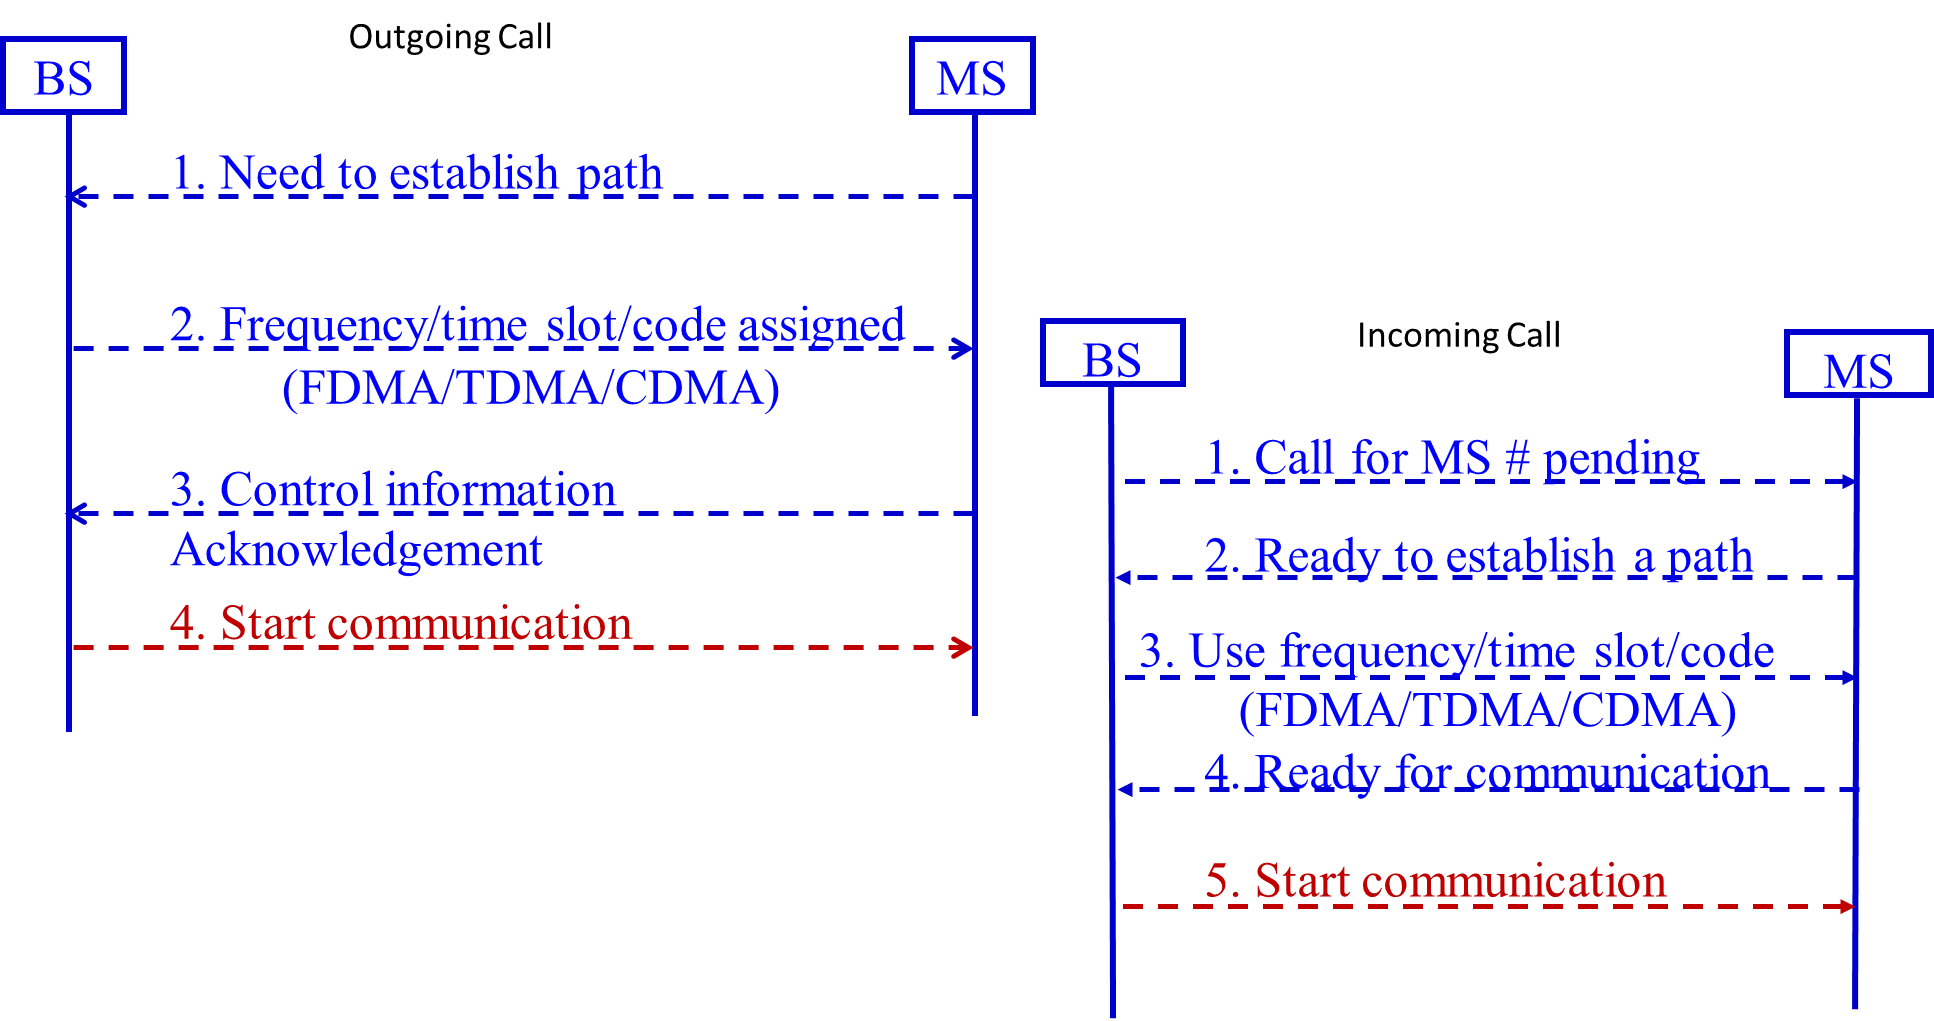 Outgoing Call
BS
MS
1. Need to establish path
2. Frequency/time slot/code assigned
(FDMA/TDMA/CDMA)
3. Control information
Acknowledgement
4. Start communication
Incoming Call
BS
MS
1. Call for MS # pending
2. Ready to establish a path
3. Use frequency/time slot/code
(FDMA/TDMA/CDMA)
4. Ready for communication
5. Start communication